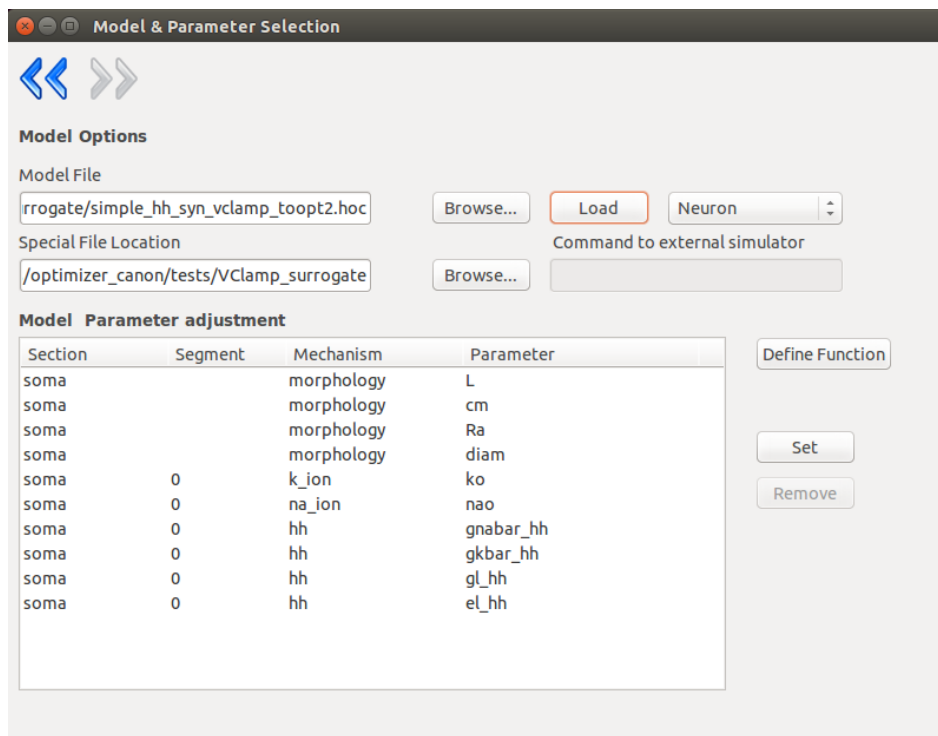 Model & Parameter Selection
Model Options
Model File
rrogate/simple_hh_syn_vclamp_toopt2.hoc Browse... Load Neuron
Special File Location Command to external simulator
/optimizer_canon/tests/VClamp_surrogate Browse...
Model Parameter adjustment
Section Segment Mechanism Parameter Define Function
soma morphology L
soma morphology cm
soma morphology Ra
soma morphology diam Set
soma 0 k_ion ko
soma 0 na_ion nao Remove
soma 0 hh gnabar_hh
soma 0 hh gkbar_hh
soma 0 hh gl_hh
soma 0 hh el_hh